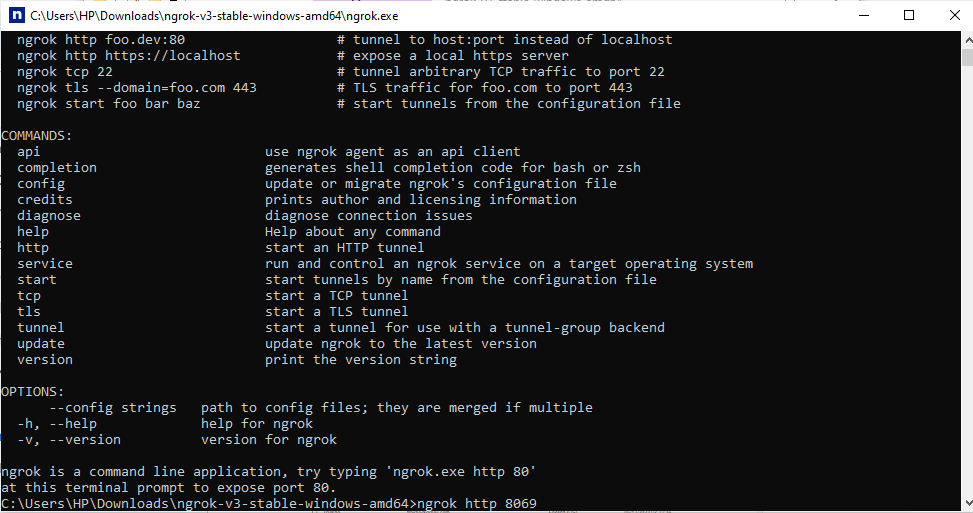 C:\Users\HP\Downloads\ngrok-v3-stable-windows-amd64\ngrok.exe
ngrok http foo.dev:80 # tunnel to host:port instead of localhost
ngrok http https://localhost # expose a local https server
ngrok tcp 22 # tunnel arbitrary TCP traffic to port 22
ngrok tls --domain=foo.com 443 # TLS traffic for foo.com to port 443
ngrok start foo bar baz # start tunnels from the configuration file
COMMANDS:
api use ngrok agent as an api client
completion generates shell completion code for bash or zsh
config update or migrate ngrok's configuration file
credits prints author and licensing information
diagnose diagnose connection issues
help Help about any command
http start an HTTP tunnel
service run and control an ngrok service on a target operating system
start start tunnels by name from the configuration file
tcp start a TCP tunnel
tls start a TLS tunnel
tunnel start a tunnel for use with a tunnel-group backend
update update ngrok to the latest version
version print the version string
OPTIONS:
--config strings path to config files; they are merged if multiple
-h, --help help for ngrok
-v, --version version for ngrok
ngrok is a command line application, try typing 'ngrok.exe http 80'
at this terminal prompt to expose port 80.
C:\Users\HP\Downloads\ngrok-v3-stable-windows-amd64>ngrok http 8069